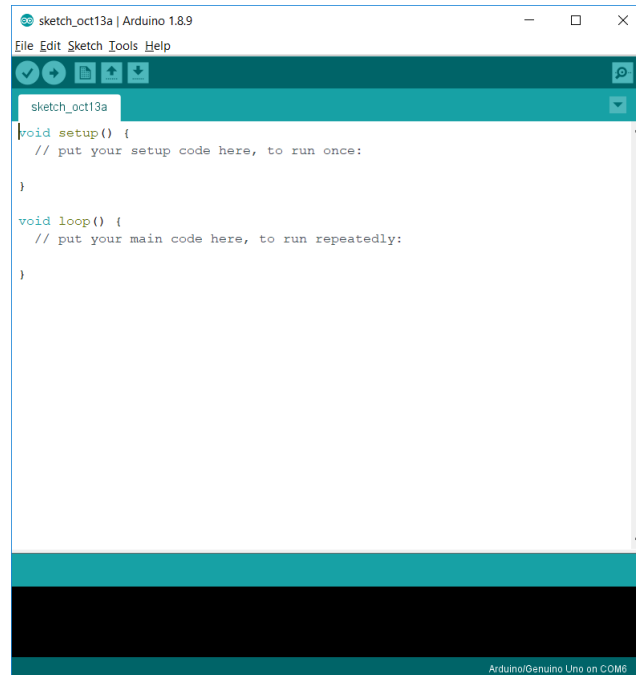 sketch_oct13a | Arduino 1.8.9
File Edit Sketch Tools Help
sketch_oct13a
void setup() {
  // put your setup code here, to run once:
}
void loop() {
  // put your main code here, to run repeatedly:
}
Arduino/Genuino Uno on COM6